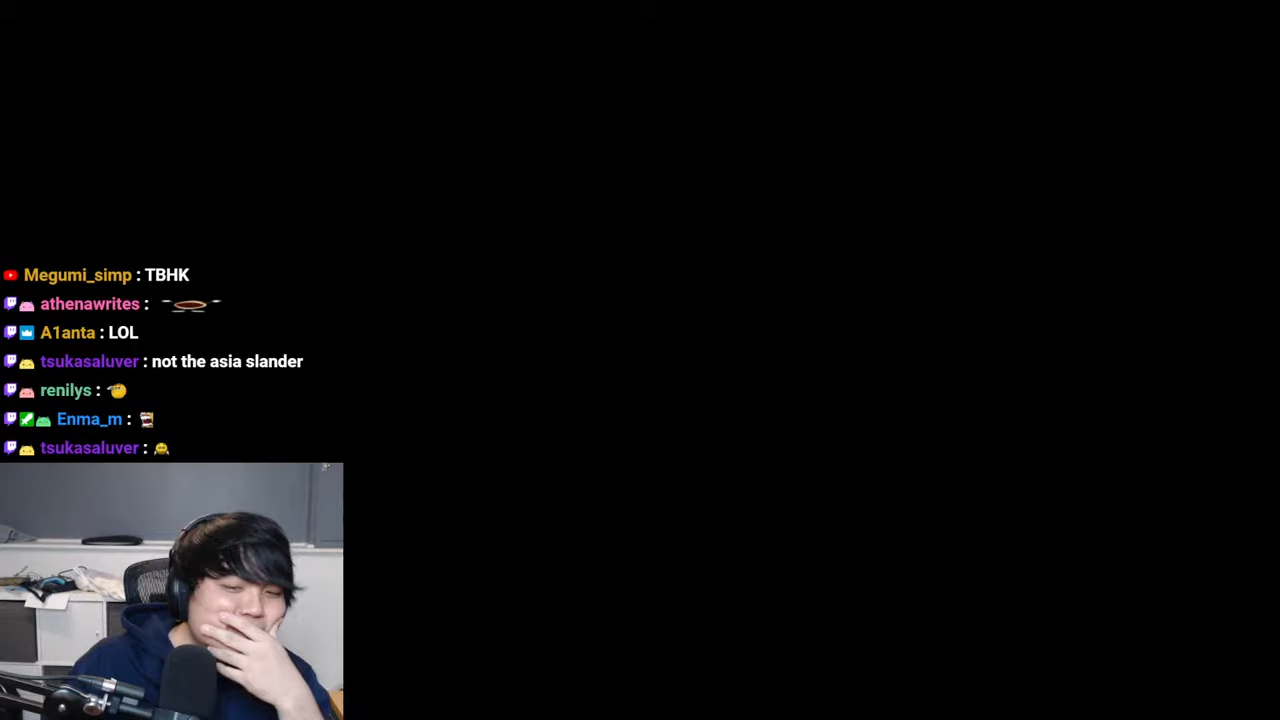 Megumi_simp : TBHK
athenawrites :
A1anta : LOL
tsukasaluver : not the asia slander
renilys :
Enma_m :
tsukasaluver :